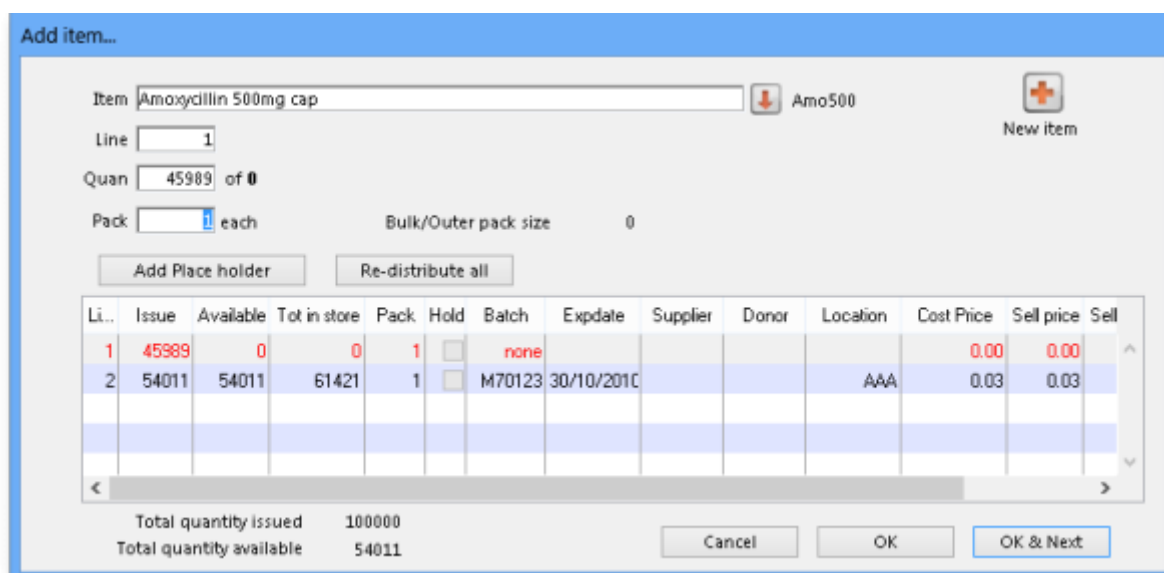 Add item...
Item Amoxycillin 500mg cap Amo500
New item
Line 1
Quan 45989 of 0
Pack 1 each Bulk/Outer pack size 0
Add Place holder Re-distribute all
Li... Issue Available Tot in store Pack Hold Batch Expdate Supplier Donor Location Cost Price Sell price Sell
1 45989 0 0 1 none 0.00 0.00
2 54011 54011 61421 1 M70123 30/10/2010 AAA 0.03 0.03
Total quantity issued 100000
Total quantity available 54011
Cancel OK OK & Next